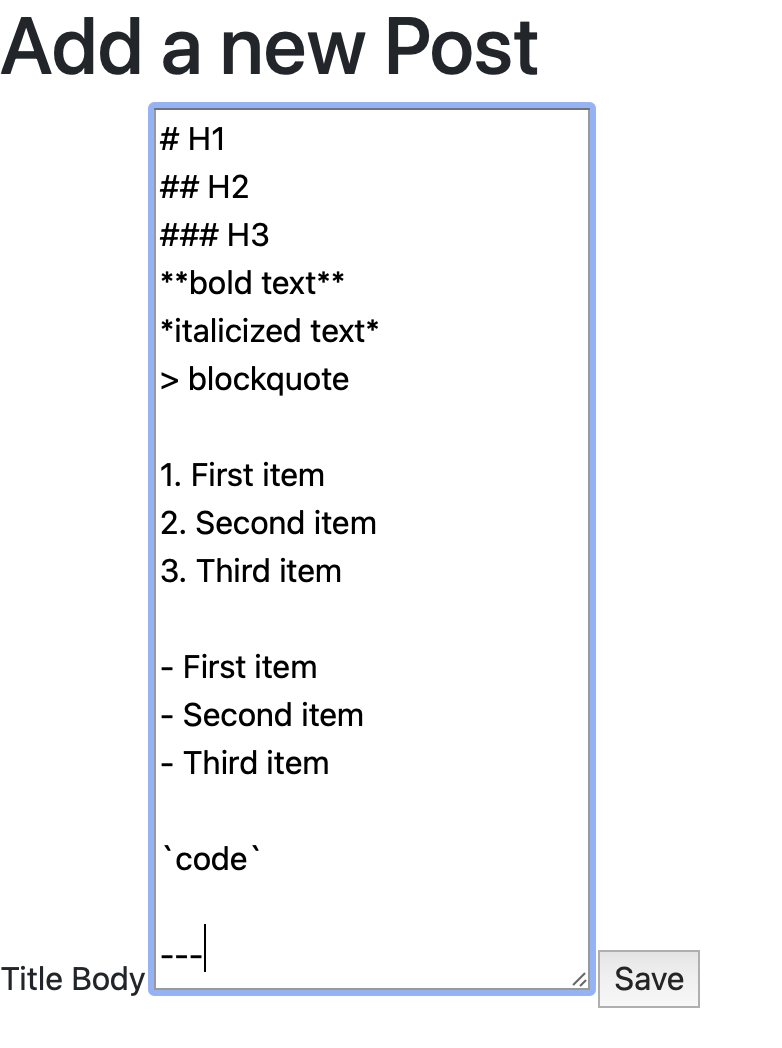 Add a new Post
# H1
## H2
### H3
**bold text**
*italicized text*
> blockquote
1. First item
2. Second item
3. Third item
- First item
- Second item
- Third item
`code`
---
Title Body
Save